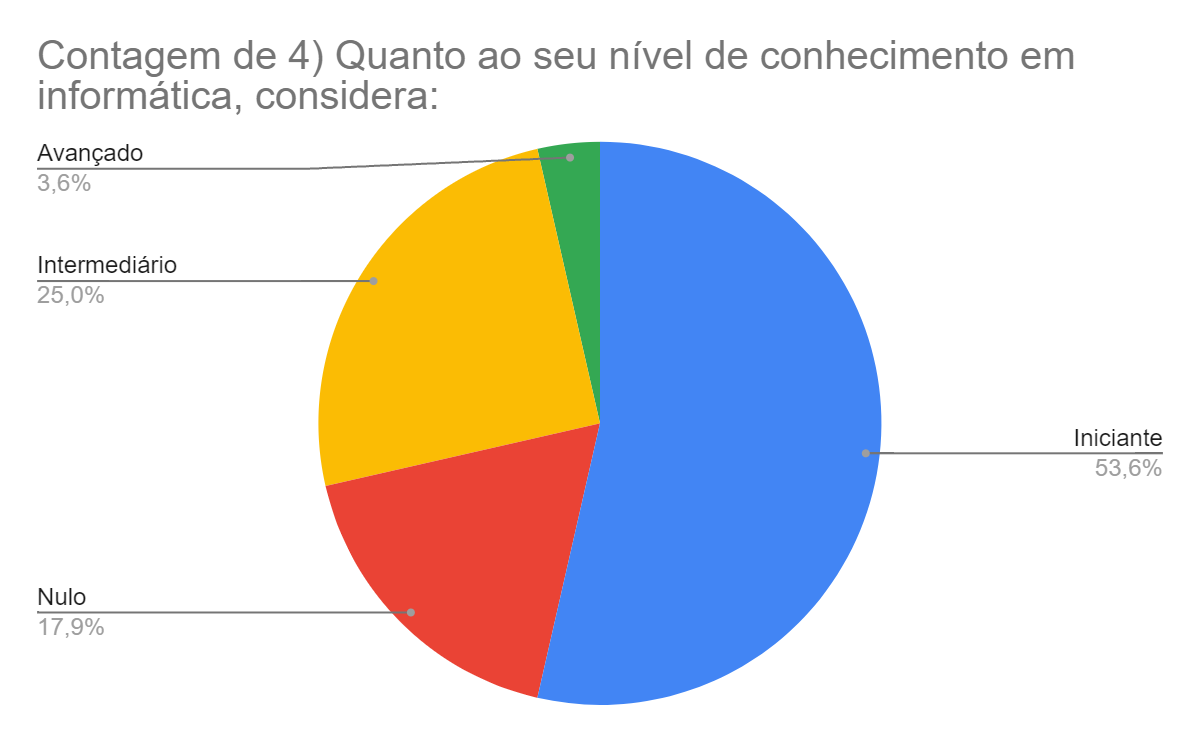 Contagem de 4) Quanto ao seu nível de conhecimento em
informática, considera:
Avançado
3,6%
Intermediário
25,0%
Iniciante
53,6%
Nulo
17,9%